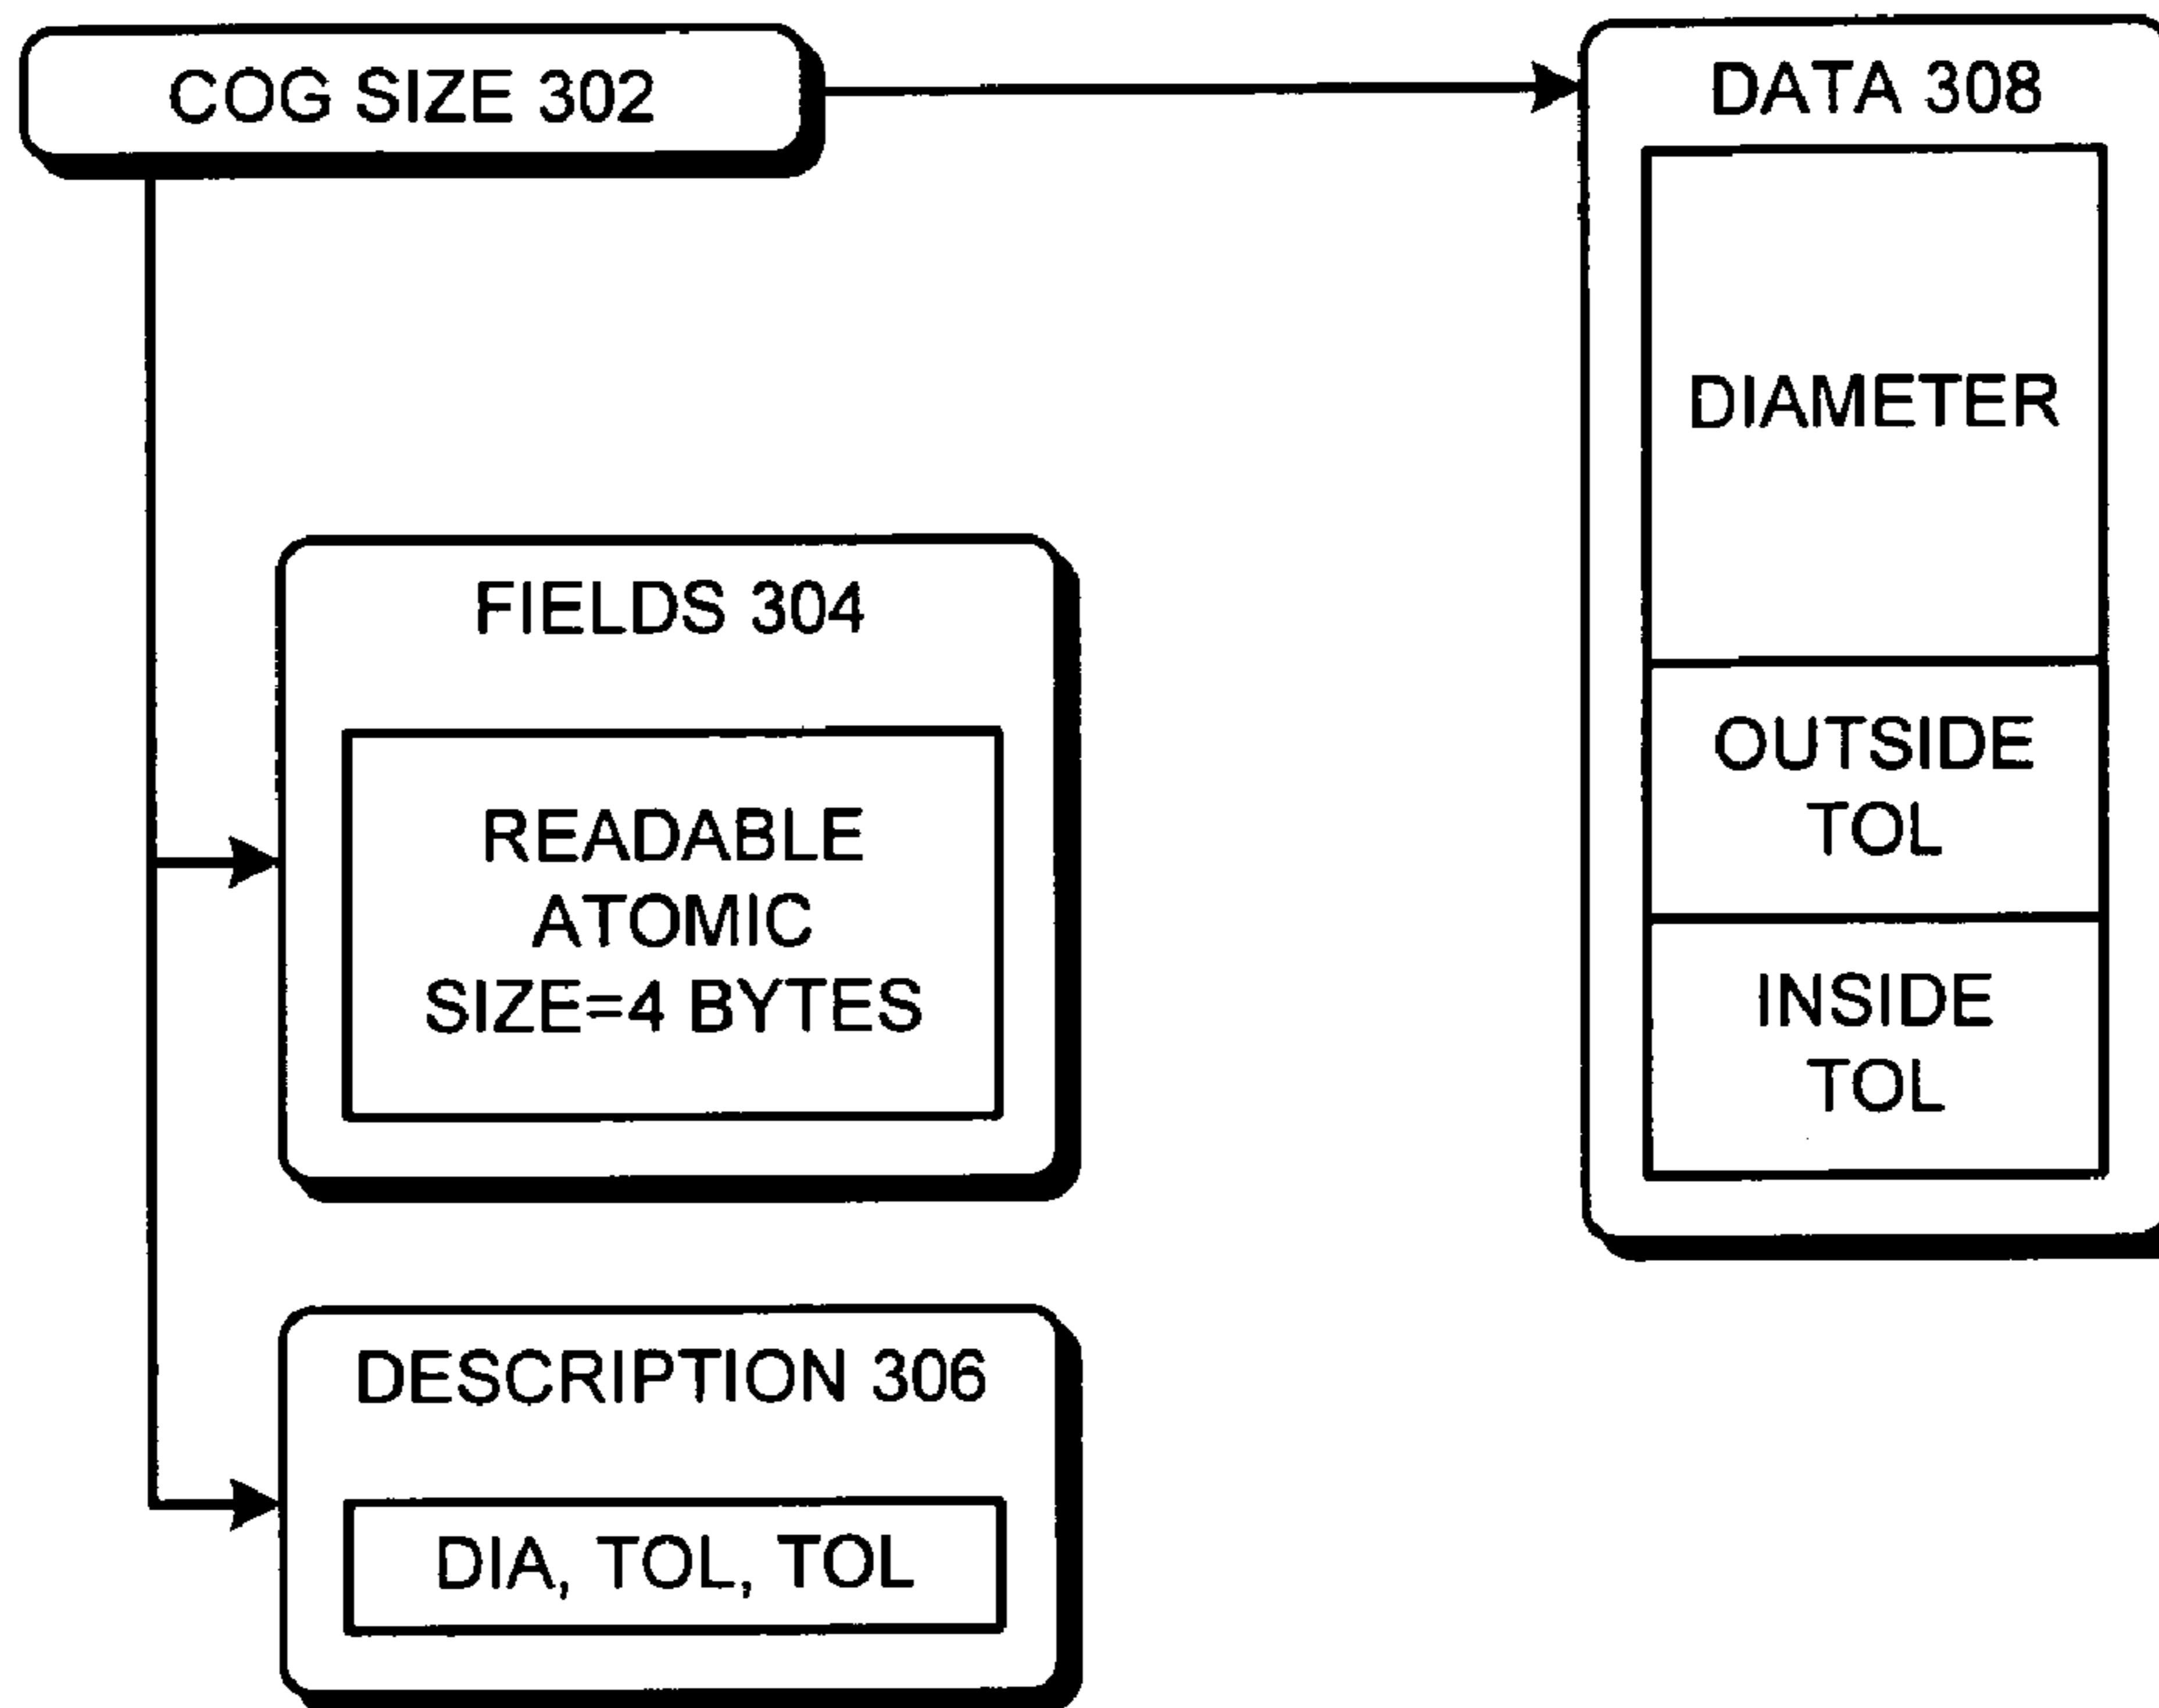 COG SIZE 302
DATA 308
DIAMETER
OUTSIDE
TOL
INSIDE
TOL
FIELDS 304
READABLE
ATOMIC
SIZE=4 BYTES
DESCRIPTION 306
DIA, TOL, TOL